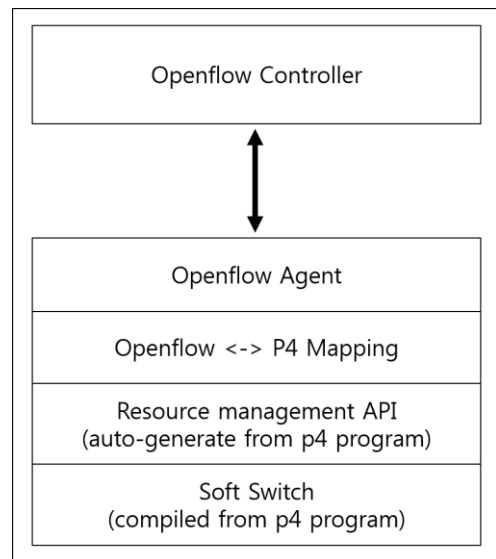 Openflow Controller
Openflow Agent
Openflow <-> P4 Mapping
Resource management API
(auto-generate from p4 program)
Soft Switch
(compiled from p4 program)